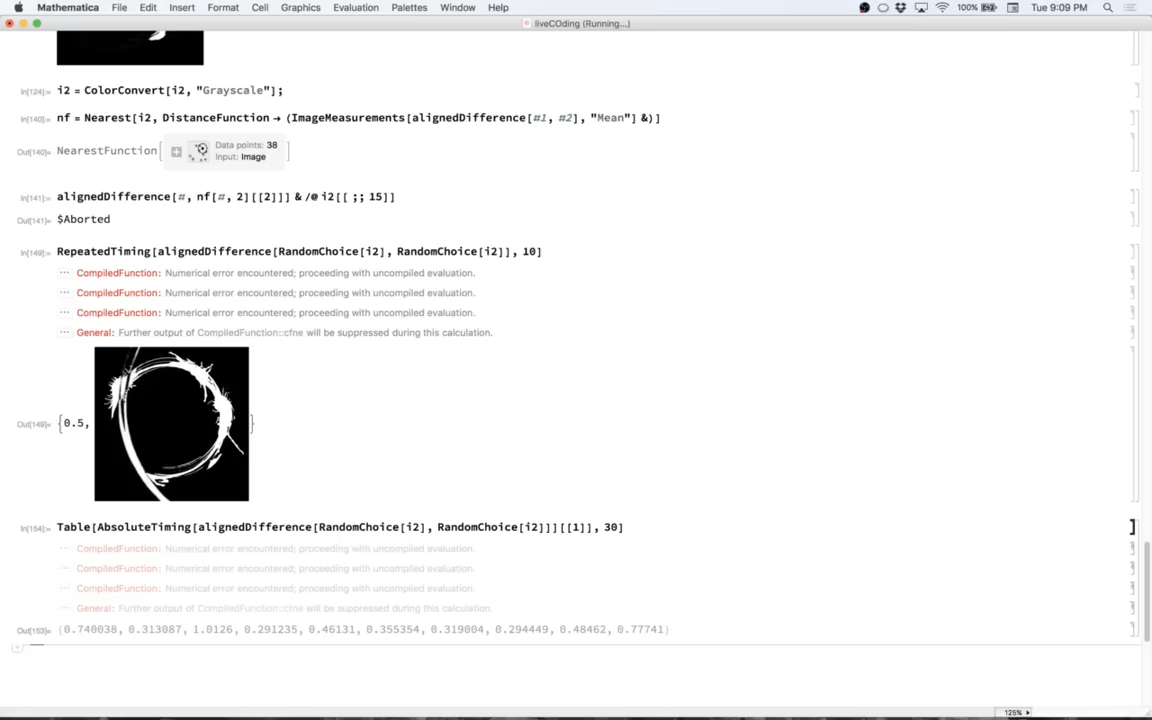 Mathematica File Edit Insert Format Cell Graphics Evaluation Palettes Window Help 100% Tue 9:09 PM
liveCOding (Running...)
In[124]:= i2 = ColorConvert[i2, "Grayscale"];
In[140]:= nf = Nearest[i2, DistanceFunction → (ImageMeasurements[alignedDifference[#1, #2], "Mean"] &)]
Out[140]= NearestFunction[ Data points: 38
Input: Image ]
In[141]:= alignedDifference[#, nf[#, 2][[2]]] & /@ i2[[ ;; 15]]
Out[141]= $Aborted
In[149]:= RepeatedTiming[alignedDifference[RandomChoice[i2], RandomChoice[i2]], 10]
CompiledFunction: Numerical error encountered; proceeding with uncompiled evaluation.
CompiledFunction: Numerical error encountered; proceeding with uncompiled evaluation.
CompiledFunction: Numerical error encountered; proceeding with uncompiled evaluation.
General: Further output of CompiledFunction::cfne will be suppressed during this calculation.
Out[149]= {0.5, }
In[154]:= Table[AbsoluteTiming[alignedDifference[RandomChoice[i2], RandomChoice[i2]]][[1]], 30]
CompiledFunction: Numerical error encountered; proceeding with uncompiled evaluation.
CompiledFunction: Numerical error encountered; proceeding with uncompiled evaluation.
CompiledFunction: Numerical error encountered; proceeding with uncompiled evaluation.
General: Further output of CompiledFunction::cfne will be suppressed during this calculation.
Out[153]= {0.740038, 0.313087, 1.0126, 0.291235, 0.46131, 0.355354, 0.319004, 0.294449, 0.48462, 0.77741}
125%